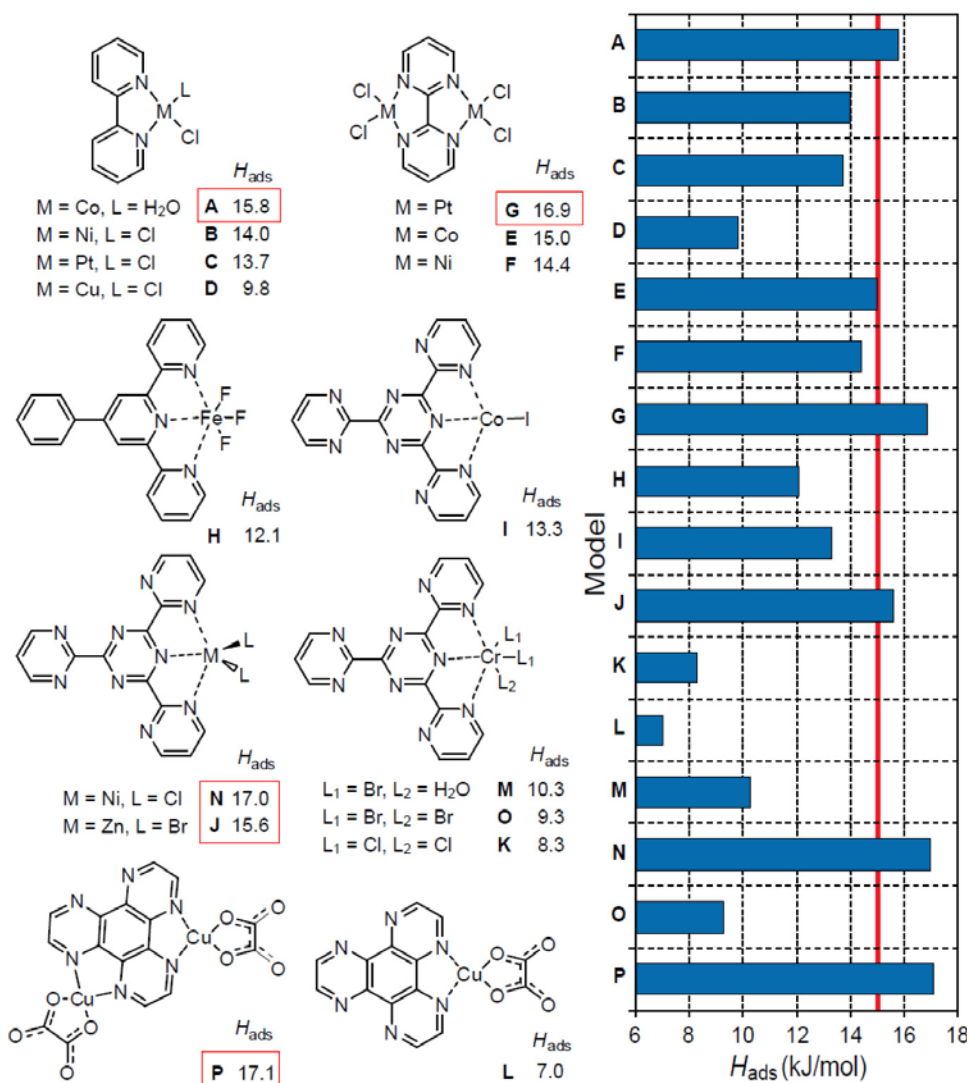 L
N
M
N
Cl
H_ads
M = Co, L = H₂O A 15.8
M = Ni, L = Cl B 14.0
M = Pt, L = Cl C 13.7
M = Cu, L = Cl D 9.8
Cl N N Cl
M M
Cl N N Cl
H_ads
M = Pt G 16.9
M = Co E 15.0
M = Ni F 14.4
N
F
N Fe F
F
N
H_ads
H 12.1
N N
N N
N N Co I
N N
N N
H_ads
I 13.3
N N
N N L
N N M
N N L
N N
H_ads
M = Ni, L = Cl N 17.0
M = Zn, L = Br J 15.6
N N
N N L₁
N N Cr L₁
N N L₂
N N
H_ads
L₁ = Br, L₂ = H₂O M 10.3
L₁ = Br, L₂ = Br O 9.3
L₁ = Cl, L₂ = Cl K 8.3
N N
N N O O
Cu
N N O O
Cu
O O
O O
H_ads
P 17.1
N N O O
Cu
N N O O
N N
H_ads
L 7.0
Model
A
B
C
D
E
F
G
H
I
J
K
L
M
N
O
P
6 8 10 12 14 16 18
H_ads (kJ/mol)